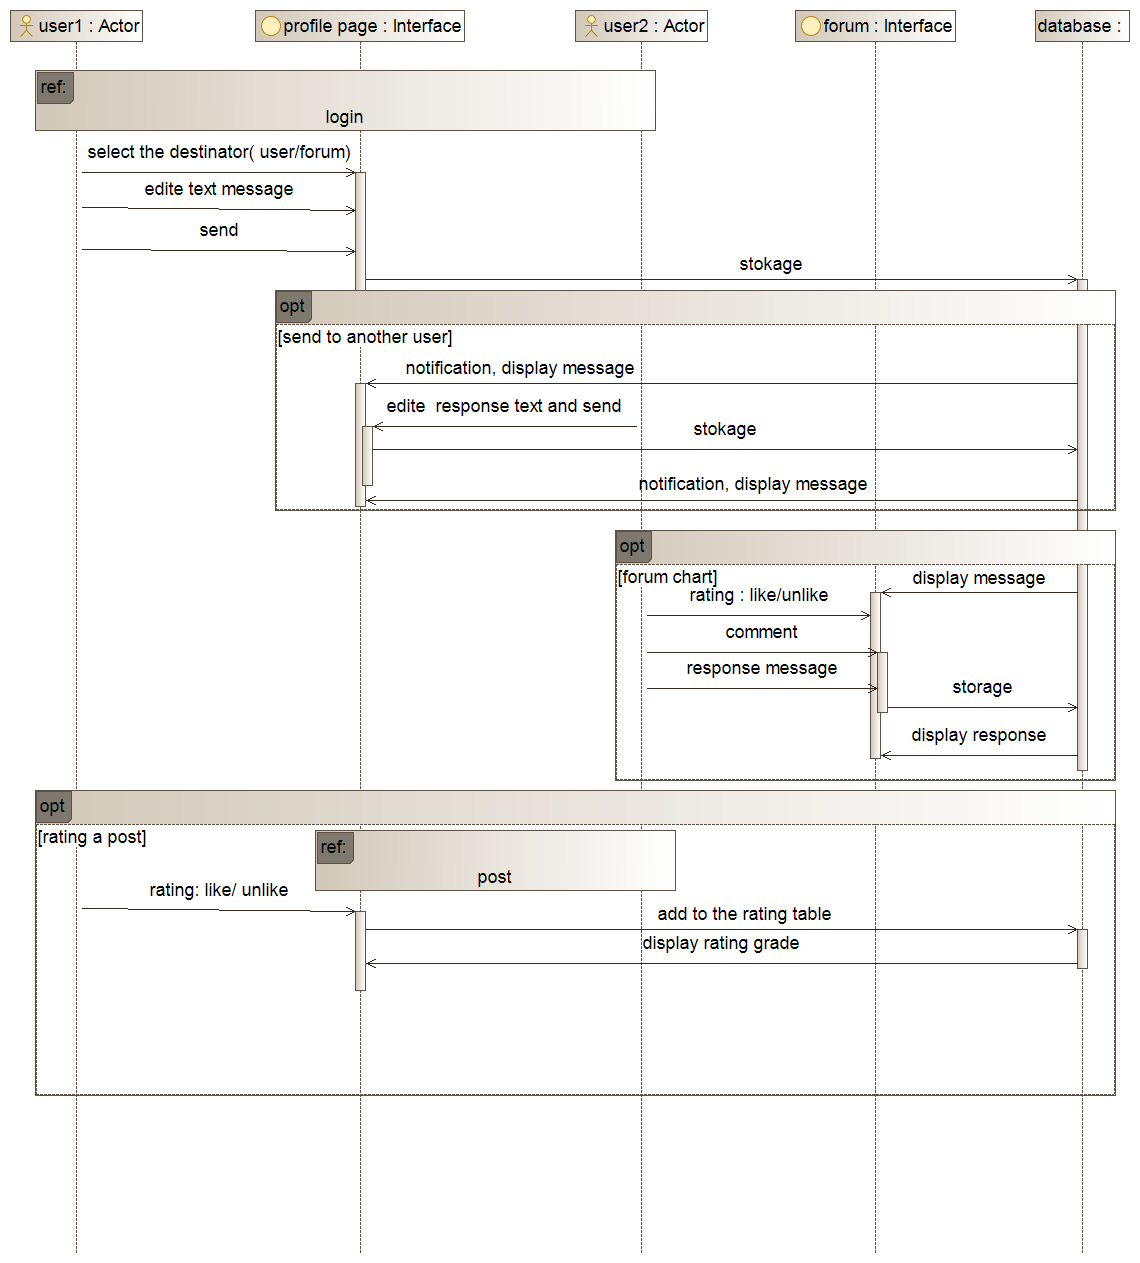 user1 : Actor
profile page : Interface
user2 : Actor
forum : Interface
database :
ref:
login
select the destinator( user/forum)
edite text message
send
stokage
opt
[send to another user]
notification, display message
edite  response text and send
stokage
notification, display message
opt
[forum chart]
display message
rating : like/unlike
comment
response message
storage
display response
opt
[rating a post]
ref:
post
rating: like/ unlike
add to the rating table
display rating grade